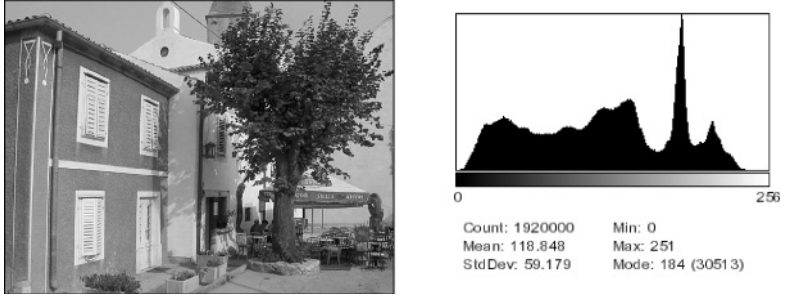 0
256
Count: 1920000
Min: 0
Mean: 118.848
Max: 251
StdDev: 59.179
Mode: 184 (30513)